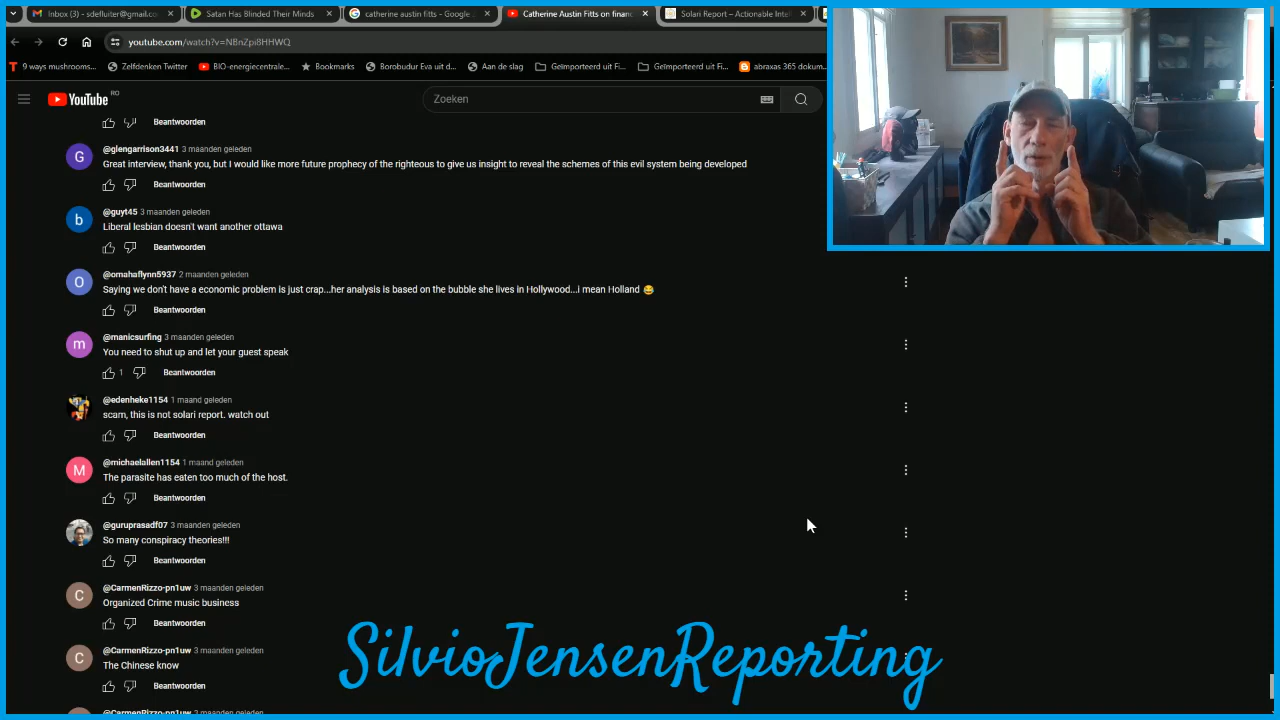 Inbox (3) - sdefluiter@gmail.co
Satan Has Blinded Their Minds
catherine austin fitts - Google
Catherine Austin Fitts on financ
Solari Report – Actionable Intel
youtube.com/watch?v=NBnZpi8HHWQ
9 ways mushrooms...
Zelfdenken Twitter
BIO-energiecentrale...
Bookmarks
Borobudur Eva uit d...
Aan de slag
Geïmporteerd uit Fi...
Geïmporteerd uit Fi...
abraxas 365 dokum...
YouTube RO
Zoeken
Beantwoorden
@glengarrison3441 3 maanden geleden
Great interview, thank you, but I would like more future prophecy of the righteous to give us insight to reveal the schemes of this evil system being developed
Beantwoorden
@guyt45 3 maanden geleden
Liberal lesbian doesn't want another ottawa
Beantwoorden
@omahaflynn5937 2 maanden geleden
Saying we don't have a economic problem is just crap...her analysis is based on the bubble she lives in Hollywood...i mean Holland 😂
Beantwoorden
@manicsurfing 3 maanden geleden
You need to shut up and let your guest speak
1 Beantwoorden
@edenheke1154 1 maand geleden
scam, this is not solari report. watch out
Beantwoorden
@michaelallen1154 1 maand geleden
The parasite has eaten too much of the host.
Beantwoorden
@guruprasadf07 3 maanden geleden
So many conspiracy theories!!!
Beantwoorden
@CarmenRizzo-pn1uw 3 maanden geleden
Organized Crime music business
Beantwoorden
@CarmenRizzo-pn1uw 3 maanden geleden
The Chinese know
Beantwoorden
SilvioJensenReporting